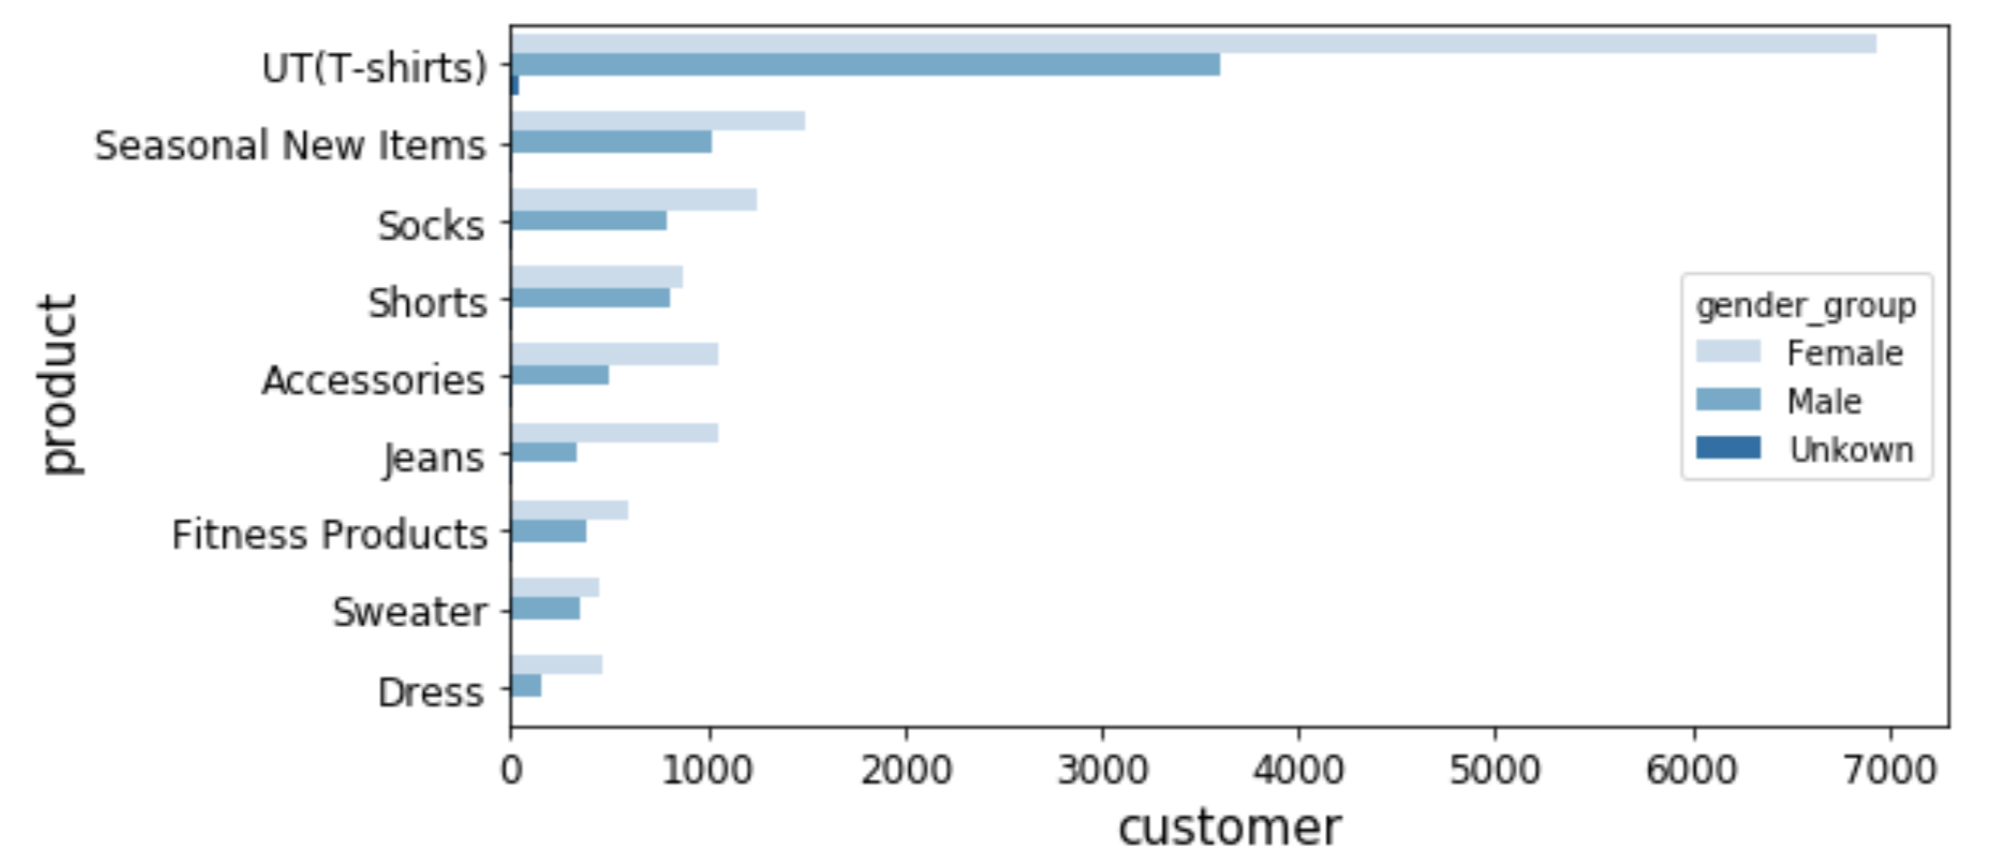 product
UT(T-shirts)
Seasonal New Items
Socks
Shorts
Accessories
Jeans
Fitness Products
Sweater
Dress
gender_group
Female
Male
Unkown
0 1000 2000 3000 4000 5000 6000 7000
customer